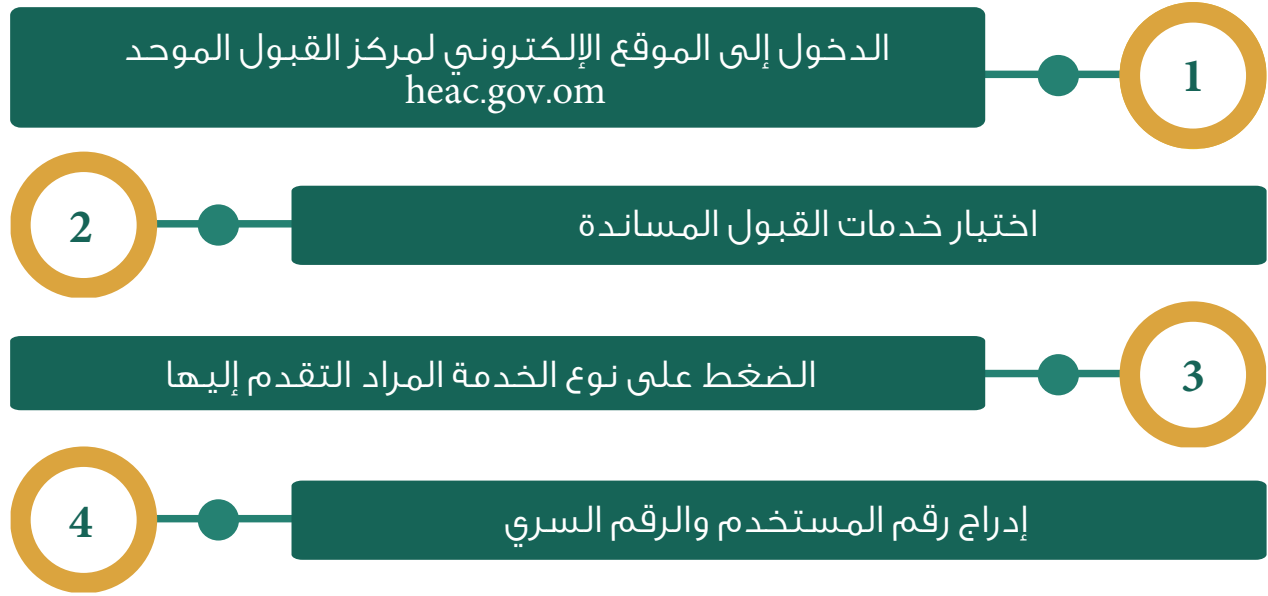 1
الدخول إلى الموقع الإلكتروني لمركز القبول الموحد
heac.gov.om
2
اختيار خدمات القبول المساندة
3
الضغط على نوع الخدمة المراد التقدم إليها
4
إدراج رقم المستخدم والرقم السري